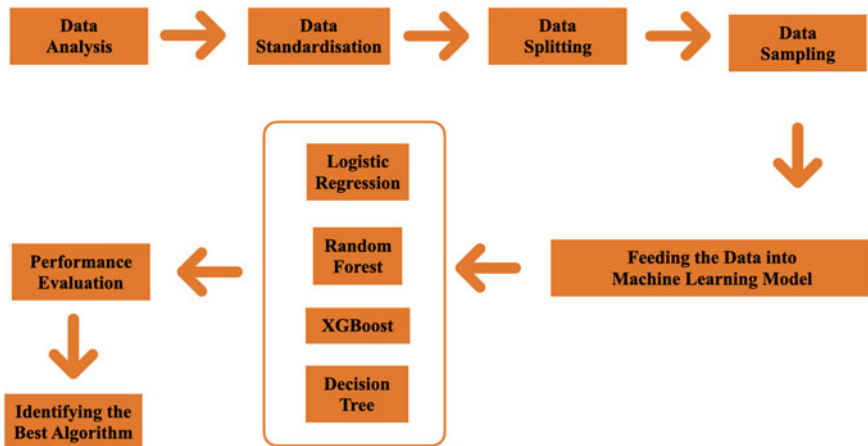 Data
Analysis
Data
Standardisation
Data
Splitting
Data
Sampling
Feeding the Data into
Machine Learning Model
Logistic
Regression
Random
Forest
XGBoost
Decision
Tree
Performance
Evaluation
Identifying the
Best Algorithm